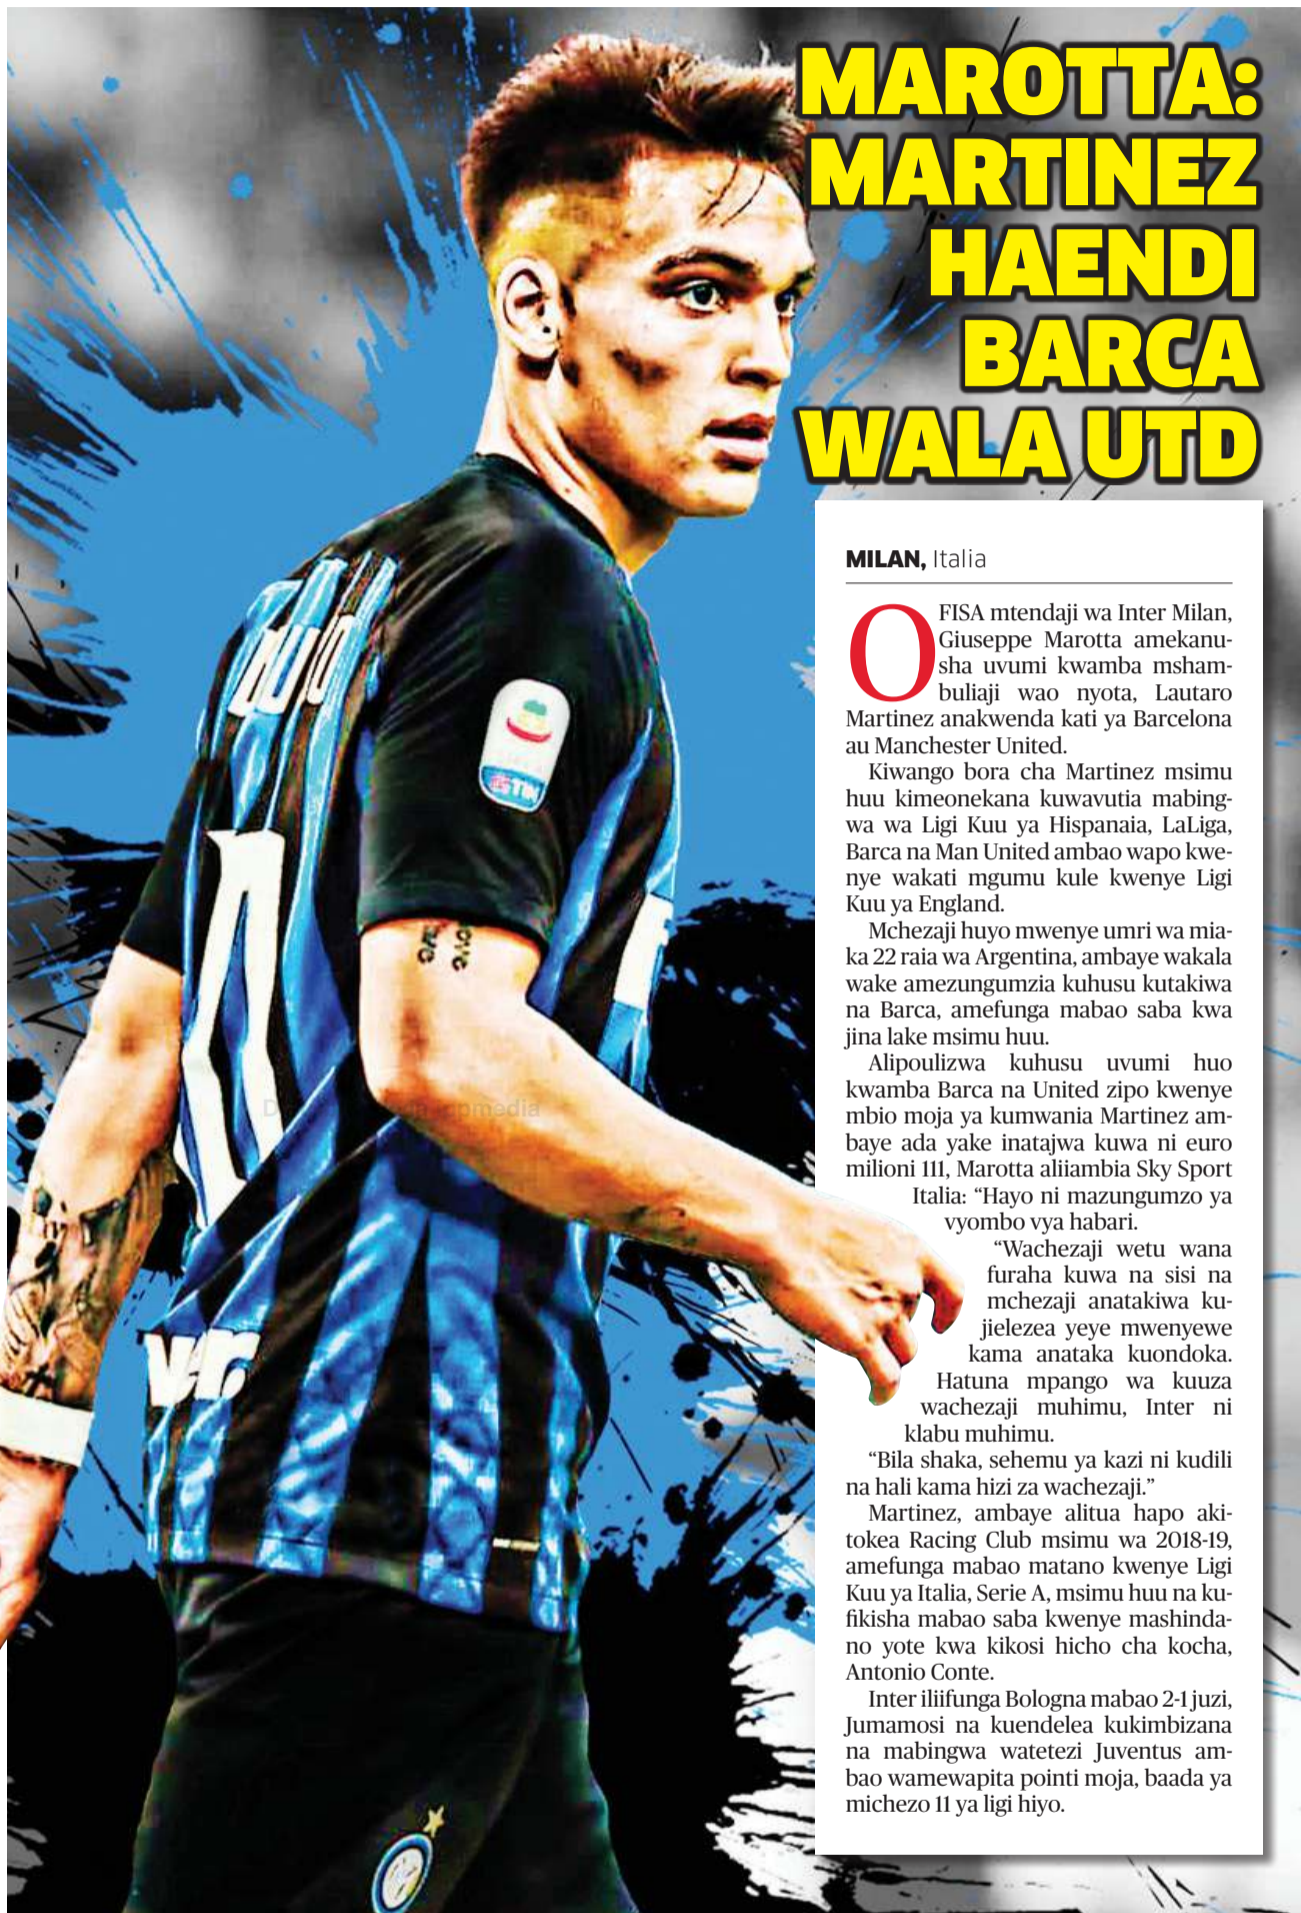 MAROTTA:
MARTINEZ
HAENDI
BARCA
WALA UTD
MILAN, Italia
OFISA mtendaji wa Inter Milan,
Giuseppe Marotta amekanu-
sha uvumi kwamba msham-
buliaji wao nyota, Lautaro
Martinez anakwenda kati ya Barcelona
au Manchester United.
Kiwango bora cha Martinez msimu
huu kimeonekana kuwavutia mabing-
wa wa Ligi Kuu ya Hispanaia, LaLiga,
Barca na Man United ambao wapo kwe-
nye wakati mgumu kule kwenye Ligi
Kuu ya England.
Mchezaji huyo mwenye umri wa mia-
ka 22 raia wa Argentina, ambaye wakala
wake amezungumzia kuhusu kutakiwa
na Barca, amefunga mabao saba kwa
jina lake msimu huu.
Alipoulizwa kuhusu uvumi huo
kwamba Barca na United zipo kwenye
mbio moja ya kumwania Martinez am-
baye ada yake inatajwa kuwa ni euro
milioni 111, Marotta aliiambia Sky Sport
Italia: “Hayo ni mazungumzo ya
vyombo vya habari.
“Wachezaji wetu wana
furaha kuwa na sisi na
mchezaji anatakiwa ku-
jielezea yeye mwenyewe
kama anataka kuondoka.
Hatuna mpango wa kuuza
wachezaji muhimu, Inter ni
klabu muhimu.
“Bila shaka, sehemu ya kazi ni kudili
na hali kama hizi za wachezaji.”
Martinez, ambaye alitua hapo aki-
tokea Racing Club msimu wa 2018-19,
amefunga mabao matano kwenye Ligi
Kuu ya Italia, Serie A, msimu huu na ku-
fikisha mabao saba kwenye mashinda-
no yote kwa kikosi hicho cha kocha,
Antonio Conte.
Inter iliifunga Bologna mabao 2-1 juzi,
Jumamosi na kuendelea kukimbizana
na mabingwa watetezi Juventus am-
bao wamewapita pointi moja, baada ya
michezo 11 ya ligi hiyo.
TIM